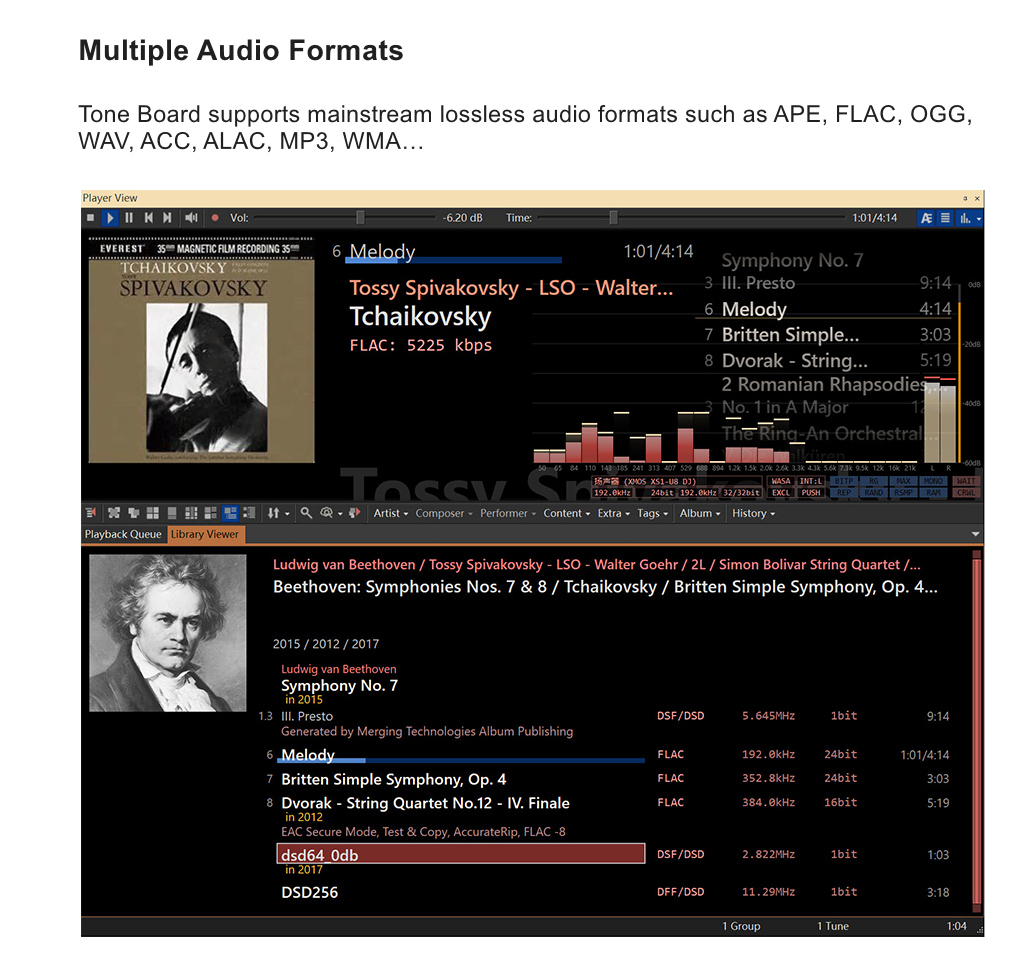 Multiple Audio Formats
Tone Board supports mainstream lossless audio formats such as APE, FLAC, OGG,
WAV, ACC, ALAC, MP3, WMA…
Player View
Vol: -6.20 dB Time: 1:01/4:14
EVEREST 35 MAGNETIC FILM RECORDING 35
TCHAIKOVSKY
SPIVAKOVSKY
6 Melody 1:01/4:14
Tossy Spivakovsky - LSO - Walter...
Tchaikovsky
FLAC: 5225 kbps
Symphony No. 7
3 III. Presto 9:14
6 Melody 4:14
7 Britten Simple... 3:03
8 Dvorak - String... 5:19
2 Romanian Rhapsodies,...
3 No. 1 in A Major 12
The Ring-An Orchestral...
0dB
-20dB
-40dB
-60dB
50 65 84 110 143 185 241 313 407 529 688 894 1.2k 1.5k 2.0k 2.6k 3.3k 4.3k 5.6k 7.3k 9.5k 12k 16k 21k L R
扬声器 (XMOS XS1-U8 DJ) WASA INT:L BITP RG MAX MONO WAIT
192.0kHz 24bit 192.0kHz 32/32bit EXCL PUSH REP RAND RSMP RAM CRWL
Tossy Spivakovsky
Artist Composer Performer Content Extra Tags Album History
Playback Queue Library Viewer
Ludwig van Beethoven / Tossy Spivakovsky - LSO - Walter Goehr / 2L / Simon Bolivar String Quartet /...
Beethoven: Symphonies Nos. 7 & 8 / Tchaikovsky / Britten Simple Symphony, Op. 4...
2015 / 2012 / 2017
Ludwig van Beethoven
Symphony No. 7
in 2015
1.3 III. Presto DSF/DSD 5.645MHz 1bit 9:14
Generated by Merging Technologies Album Publishing
6 Melody FLAC 192.0kHz 24bit 1:01/4:14
7 Britten Simple Symphony, Op. 4 FLAC 352.8kHz 24bit 3:03
8 Dvorak - String Quartet No.12 - IV. Finale FLAC 384.0kHz 16bit 5:19
in 2012
EAC Secure Mode, Test & Copy, AccurateRip, FLAC -8
dsd64_0db DSF/DSD 2.822MHz 1bit 1:03
in 2017
DSD256 DFF/DSD 11.29MHz 1bit 3:18
1 Group 1 Tune 1:04